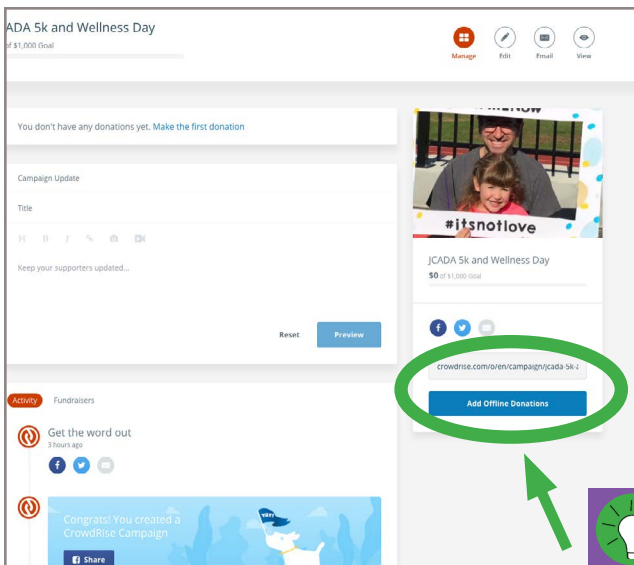 ADA 5k and Wellness Day
of $1,000 Goal
Manage
Edit
Email
View
You don't have any donations yet. Make the first donation
Campaign Update
Title
H B I
Keep your supporters updated...
Reset
Preview
#itsnotlove
JCADA 5k and Wellness Day
$0 of $1,000 Goal
crowdrise.com/o/en/campaign/jcada-5k-a
Add Offline Donations
Activity
Fundraisers
Get the word out
3 hours ago
Congrats! You created a
CrowdRise Campaign
YAY!
Share